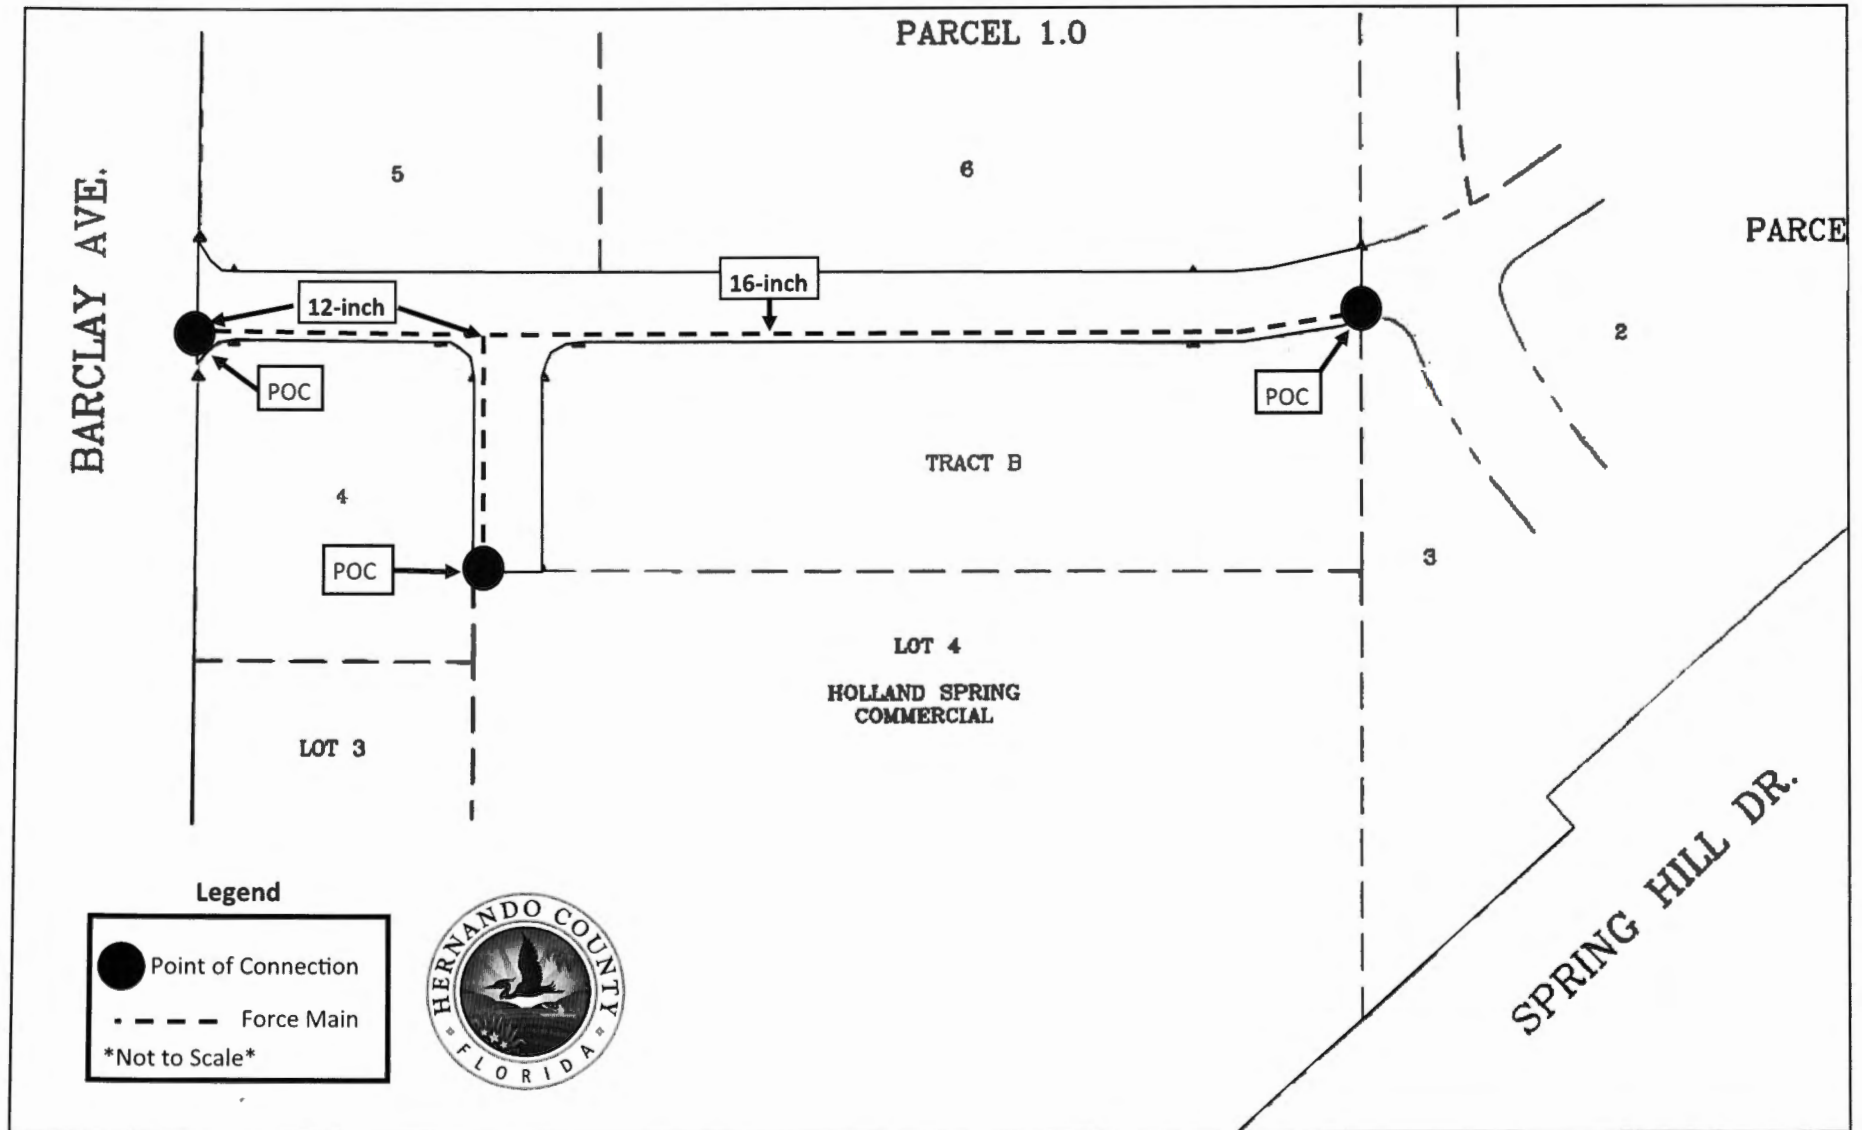 PARCEL 1.0
5
6
BARCLAY AVE.
PARCE
12-inch
16-inch
2
POC
POC
TRACT B
4
POC
3
LOT 4
HOLLAND SPRING
COMMERCIAL
LOT 3
SPRING HILL DR.
Legend
Point of Connection
Force Main
*Not to Scale*
HERNANDO COUNTY
FLORIDA